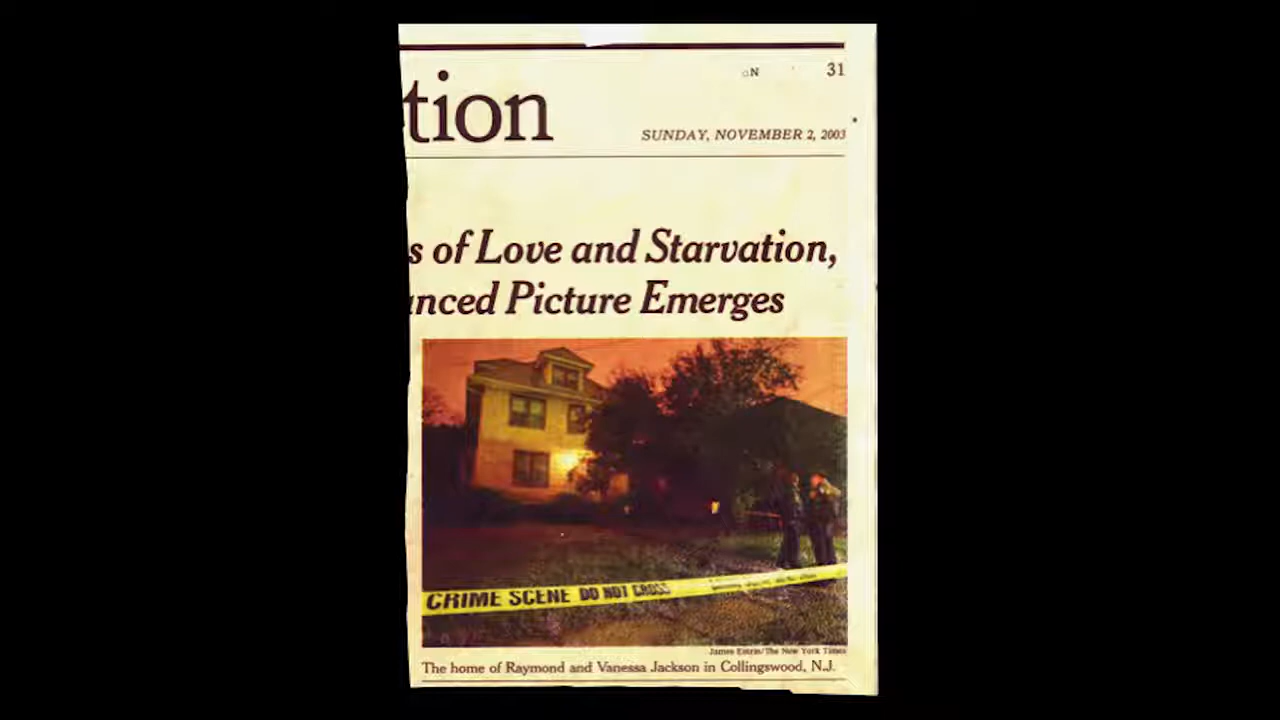 N 31
tion
SUNDAY, NOVEMBER 2, 2003
s of Love and Starvation,
nced Picture Emerges
CRIME SCENE DO NOT CROSS
James Estrin/The New York Times
The home of Raymond and Vanessa Jackson in Collingswood, N.J.